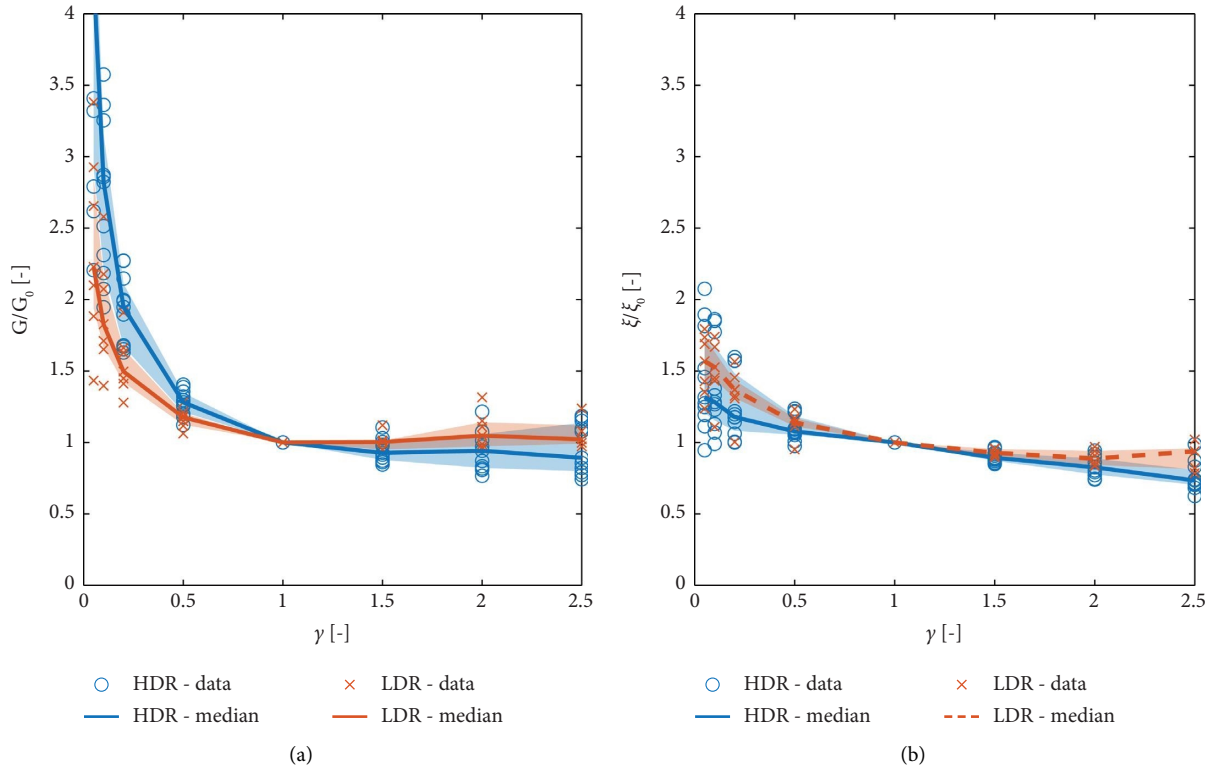 4
3.5
3
2.5
2
1.5
1
0.5
0
G/G₀ [-]
0 0.5 1 1.5 2 2.5
γ [-]
HDR - data LDR - data
HDR - median LDR - median
(a)
4
3.5
3
2.5
2
1.5
1
0.5
0
ξ/ξ₀ [-]
0 0.5 1 1.5 2 2.5
γ [-]
HDR - data LDR - data
HDR - median LDR - median
(b)